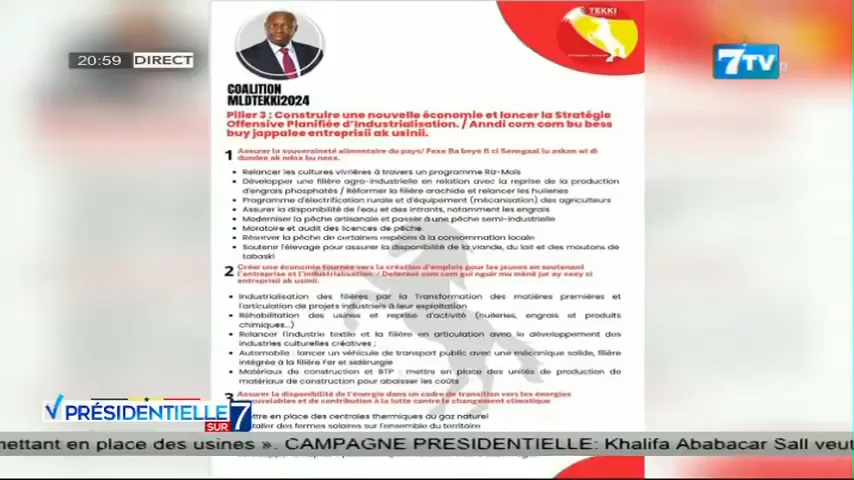 20:59 DIRECT
TEKKI
7TV
COALITION
MLDTEKKI2024
Pilier 3 : Construire une nouvelle économie et lancer la Stratégie
Offensive Planifiée d'Industrialisation. / Anndi com com bu bess
buy jappalee entreprisii ak usinii.
1 Assurer la souveraineté alimentaire du pays/ Fexe Ba beye fi ci Senegaal lu askan wi di
dundee ak ndox bu neex.
• Relancer les cultures vivrières à travers un programme Riz-Maïs
• Développer une filière agro-industrielle en relation avec la reprise de la production
d'engrais phosphatés / Réformer la filière arachide et relancer les huileries
• Programme d'électrification rurale et d'équipement (mécanisation) des agriculteurs
• Assurer la disponibilité de l'eau et des intrants, notamment les engrais
• Moderniser la pêche artisanale et passer à une pêche semi-industrielle
• Moratoire et audit des licences de pêche.
• Réserver la pêche de certaines espèces à la consommation locale
• Soutenir l'élevage pour assurer la disponibilité de la viande, du lait et des moutons de
tabaski
2 Créer une économie tournée vers la création d'emplois pour les jeunes en soutenant
l'entreprise et l'industrialisation. / Defaraat com com gui nguir mu mënë jur ay xeey ci
entreprisii ak usinii.
• Industrialisation des filières par la Transformation des matières premières et
l'articulation de projets industriels à leur exploitation
• Réhabilitation des usines et reprise d'activité (huileries, engrais et produits
chimiques...)
• Relancer l'industrie textile et la filière en articulation avec le développement des
industries culturelles créatives ;
• Automobile : lancer un véhicule de transport public avec une mécanique solide, filière
intégrée à la filière Fer et sidérurgie
• Matériaux de construction et BTP : mettre en place des unités de production de
matériaux de construction pour abaisser les coûts
3 Assurer la disponibilité de l'énergie dans un cadre de transition vers les énergies
renouvelables et de contribution à la lutte contre le changement climatique
ettre en place des centrales thermiques au gaz naturel
taller des fermes solaires sur l'ensemble du territoire
PRÉSIDENTIELLE
SUR 7
mettant en place des usines ». CAMPAGNE PRESIDENTIELLE: Khalifa Ababacar Sall veut